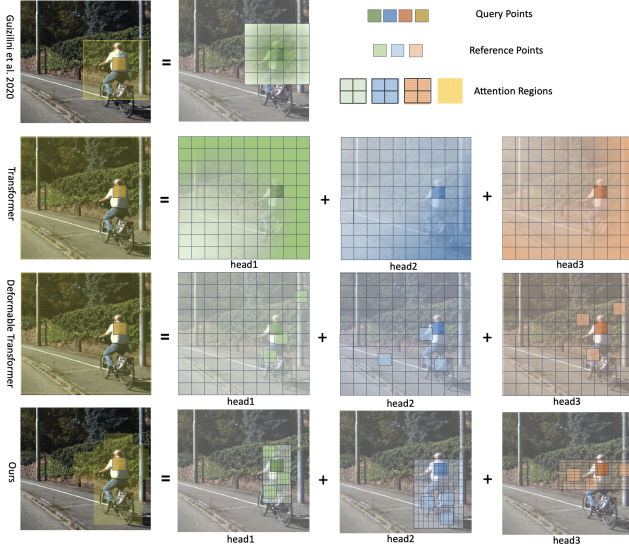 Guizilini et al. 2020
=
Query Points
Reference Points
Attention Regions
Transformer
=
+
+
head1
head2
head3
Deformable Transformer
=
+
+
head1
head2
head3
Ours
=
+
+
head1
head2
head3